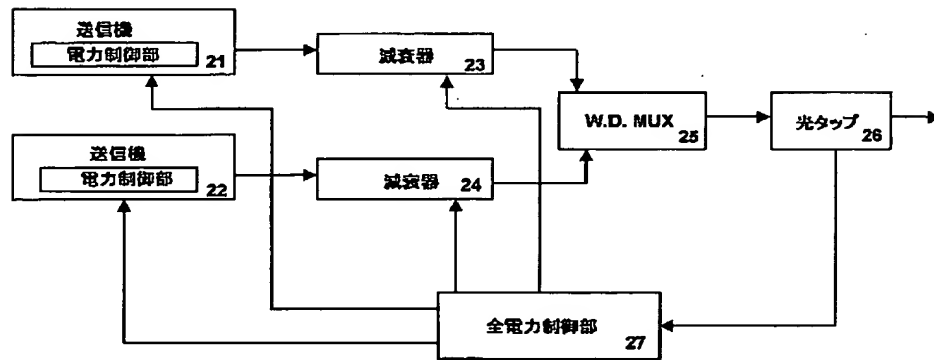 送信機
電力制御部
21
減衰器
23
W.D. MUX
25
光タップ
26
送信機
電力制御部
22
減衰器
24
全電力制御部
27